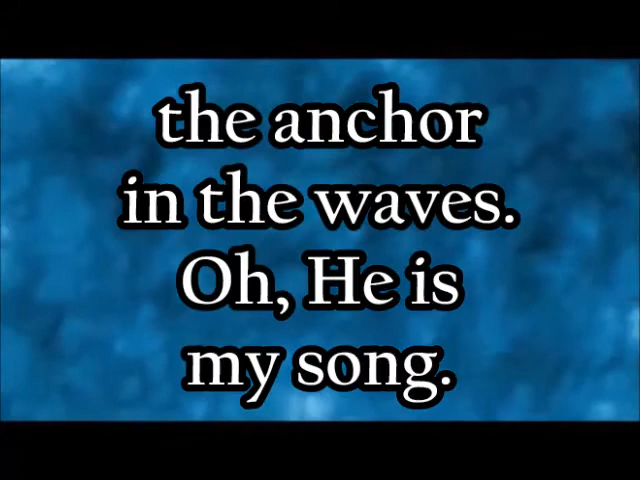 the anchor
in the waves.
Oh, He is
my song.